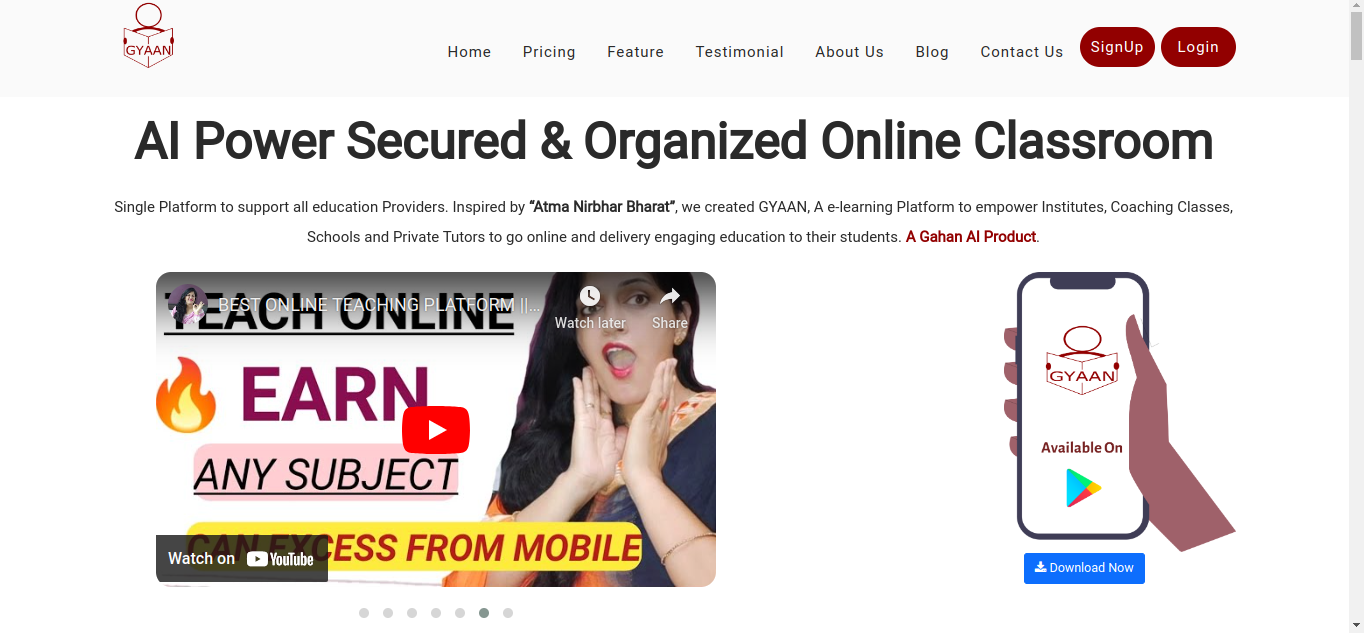 GYAAN
Home Pricing Feature Testimonial About Us Blog Contact Us SignUp Login
AI Power Secured & Organized Online Classroom
Single Platform to support all education Providers. Inspired by “Atma Nirbhar Bharat”, we created GYAAN, A e-learning Platform to empower Institutes, Coaching Classes,
Schools and Private Tutors to go online and delivery engaging education to their students. A Gahan AI Product.
BEST ONLINE TEACHING PLATFORM ||...
Watch later Share
TEACH ONLINE
EARN
ANY SUBJECT
CAN EXCESS FROM MOBILE
Watch on YouTube
GYAAN
Available On
Download Now